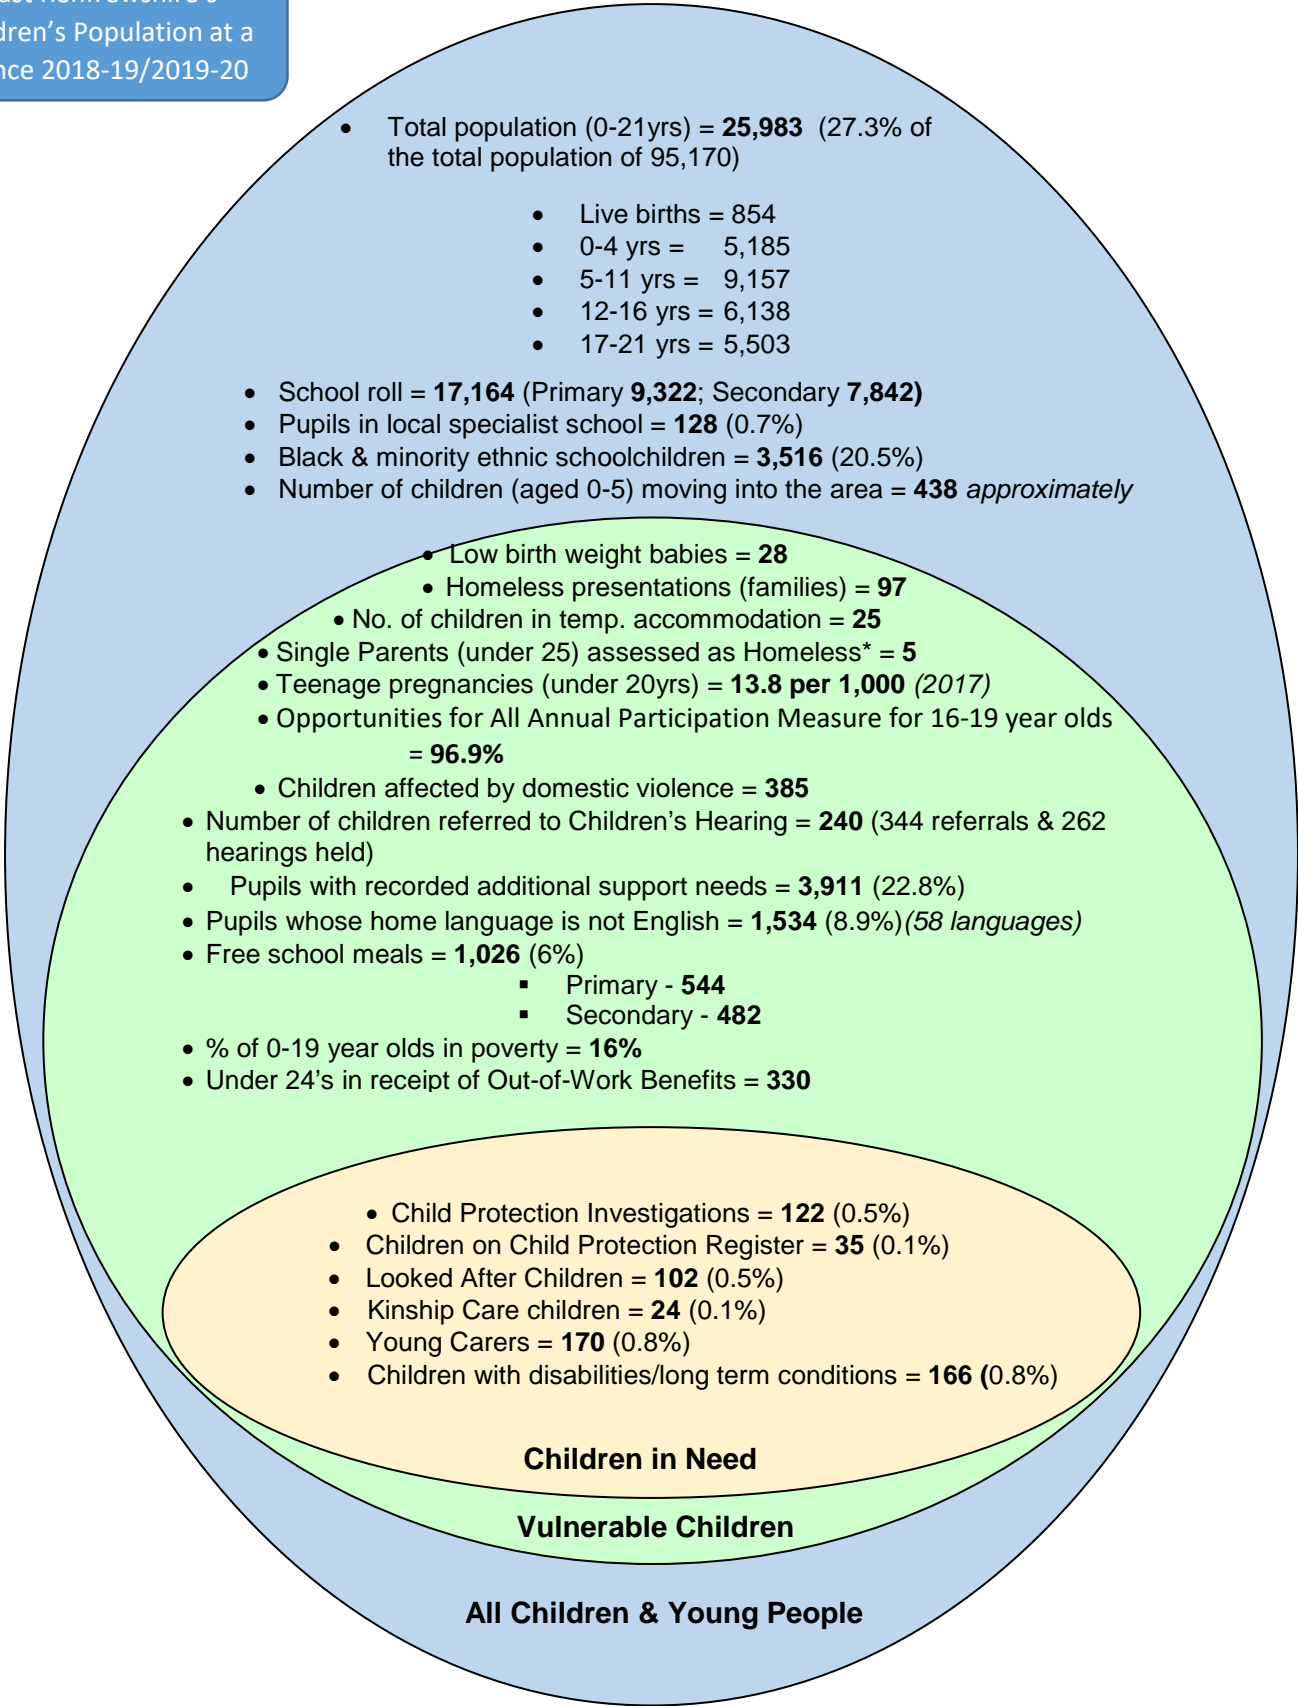 dren's Population at a
nce 2018-19/2019-20
• Total population (0-21yrs) = 25,983 (27.3% of
the total population of 95,170)
• Live births = 854
• 0-4 yrs = 5,185
• 5-11 yrs = 9,157
• 12-16 yrs = 6,138
• 17-21 yrs = 5,503
• School roll = 17,164 (Primary 9,322; Secondary 7,842)
• Pupils in local specialist school = 128 (0.7%)
• Black & minority ethnic schoolchildren = 3,516 (20.5%)
• Number of children (aged 0-5) moving into the area = 438 approximately
• Low birth weight babies = 28
• Homeless presentations (families) = 97
• No. of children in temp. accommodation = 25
• Single Parents (under 25) assessed as Homeless* = 5
• Teenage pregnancies (under 20yrs) = 13.8 per 1,000 (2017)
• Opportunities for All Annual Participation Measure for 16-19 year olds
= 96.9%
• Children affected by domestic violence = 385
• Number of children referred to Children's Hearing = 240 (344 referrals & 262
hearings held)
• Pupils with recorded additional support needs = 3,911 (22.8%)
• Pupils whose home language is not English = 1,534 (8.9%)(58 languages)
• Free school meals = 1,026 (6%)
▪ Primary - 544
▪ Secondary - 482
• % of 0-19 year olds in poverty = 16%
• Under 24's in receipt of Out-of-Work Benefits = 330
• Child Protection Investigations = 122 (0.5%)
• Children on Child Protection Register = 35 (0.1%)
• Looked After Children = 102 (0.5%)
• Kinship Care children = 24 (0.1%)
• Young Carers = 170 (0.8%)
• Children with disabilities/long term conditions = 166 (0.8%)
Children in Need
Vulnerable Children
All Children & Young People